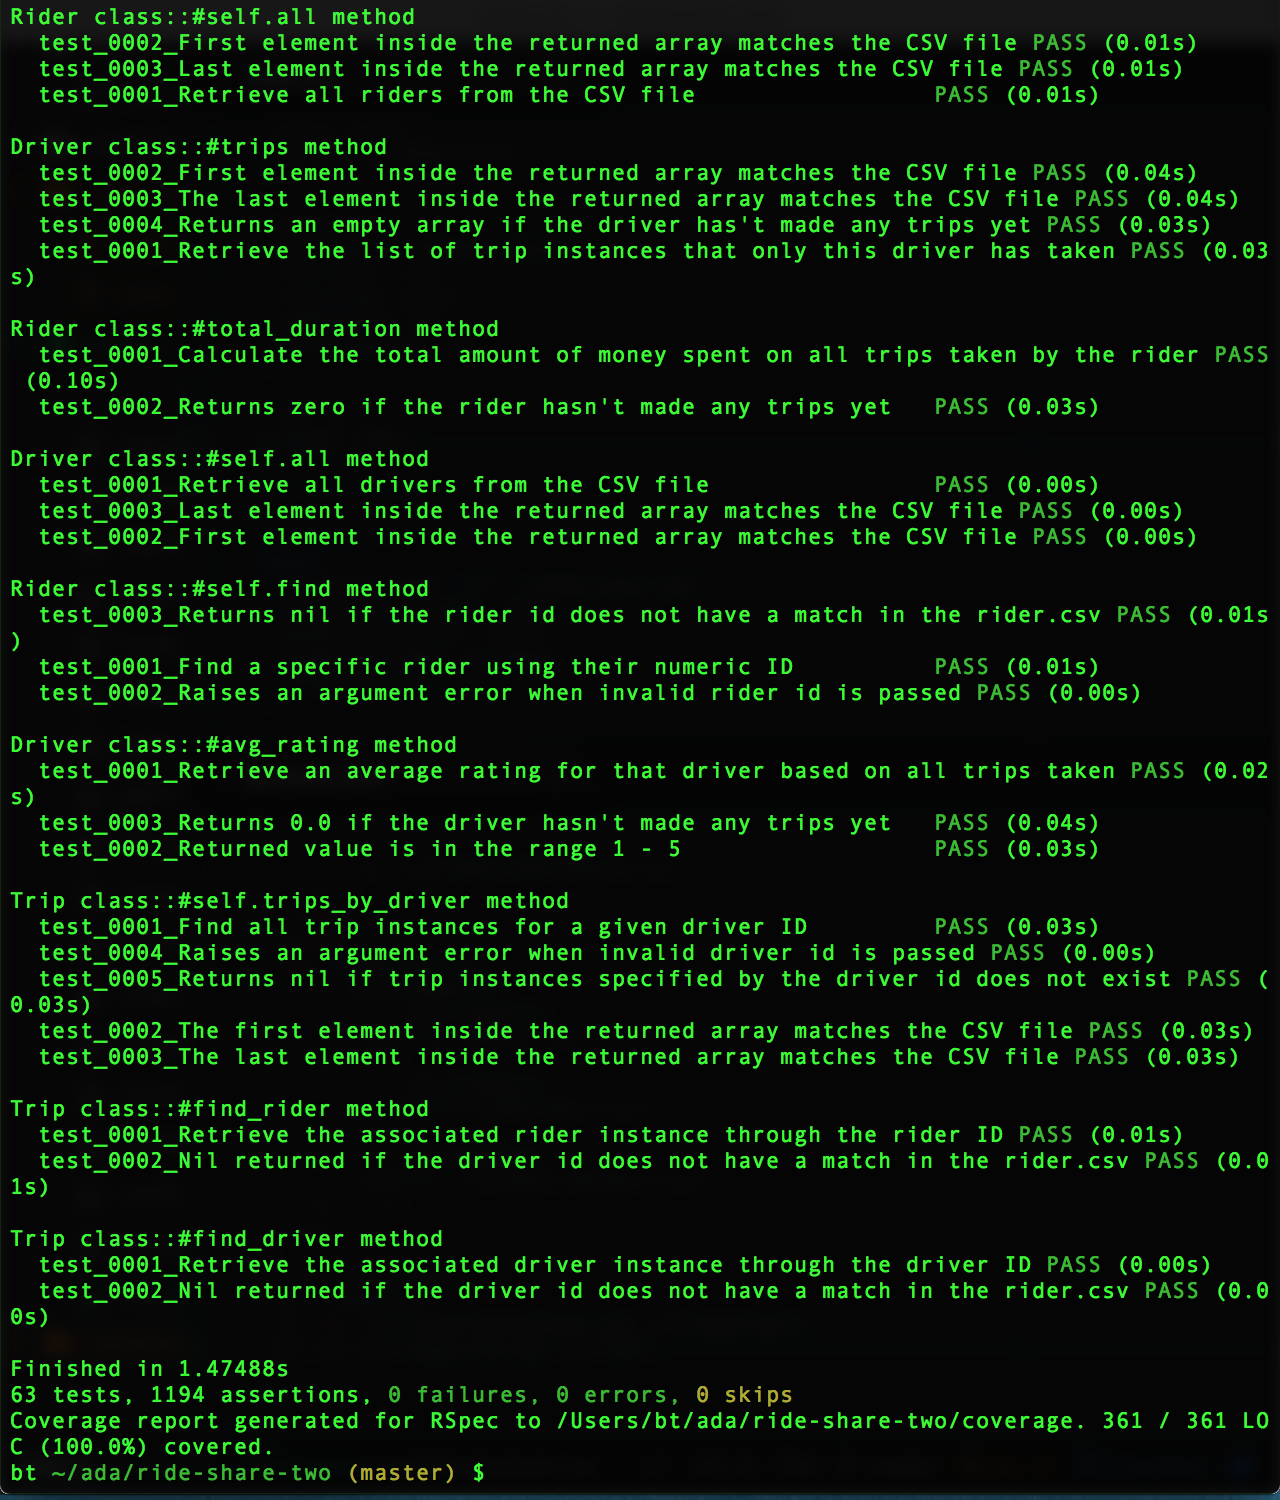 Rider class::#self.all method
  test_0002_First element inside the returned array matches the CSV file PASS (0.01s)
  test_0003_Last element inside the returned array matches the CSV file PASS (0.01s)
  test_0001_Retrieve all riders from the CSV file                 PASS (0.01s)

Driver class::#trips method
  test_0002_First element inside the returned array matches the CSV file PASS (0.04s)
  test_0003_The last element inside the returned array matches the CSV file PASS (0.04s)
  test_0004_Returns an empty array if the driver has't made any trips yet PASS (0.03s)
  test_0001_Retrieve the list of trip instances that only this driver has taken PASS (0.03
s)

Rider class::#total_duration method
  test_0001_Calculate the total amount of money spent on all trips taken by the rider PASS
 (0.10s)
  test_0002_Returns zero if the rider hasn't made any trips yet   PASS (0.03s)

Driver class::#self.all method
  test_0001_Retrieve all drivers from the CSV file                PASS (0.00s)
  test_0003_Last element inside the returned array matches the CSV file PASS (0.00s)
  test_0002_First element inside the returned array matches the CSV file PASS (0.00s)

Rider class::#self.find method
  test_0003_Returns nil if the rider id does not have a match in the rider.csv PASS (0.01s
)
  test_0001_Find a specific rider using their numeric ID          PASS (0.01s)
  test_0002_Raises an argument error when invalid rider id is passed PASS (0.00s)

Driver class::#avg_rating method
  test_0001_Retrieve an average rating for that driver based on all trips taken PASS (0.02
s)
  test_0003_Returns 0.0 if the driver hasn't made any trips yet   PASS (0.04s)
  test_0002_Returned value is in the range 1 - 5                  PASS (0.03s)

Trip class::#self.trips_by_driver method
  test_0001_Find all trip instances for a given driver ID         PASS (0.03s)
  test_0004_Raises an argument error when invalid driver id is passed PASS (0.00s)
  test_0005_Returns nil if trip instances specified by the driver id does not exist PASS (
0.03s)
  test_0002_The first element inside the returned array matches the CSV file PASS (0.03s)
  test_0003_The last element inside the returned array matches the CSV file PASS (0.03s)

Trip class::#find_rider method
  test_0001_Retrieve the associated rider instance through the rider ID PASS (0.01s)
  test_0002_Nil returned if the driver id does not have a match in the rider.csv PASS (0.0
1s)

Trip class::#find_driver method
  test_0001_Retrieve the associated driver instance through the driver ID PASS (0.00s)
  test_0002_Nil returned if the driver id does not have a match in the rider.csv PASS (0.0
0s)

Finished in 1.47488s
63 tests, 1194 assertions, 0 failures, 0 errors, 0 skips
Coverage report generated for RSpec to /Users/bt/ada/ride-share-two/coverage. 361 / 361 LO
C (100.0%) covered.
bt ~/ada/ride-share-two (master) $